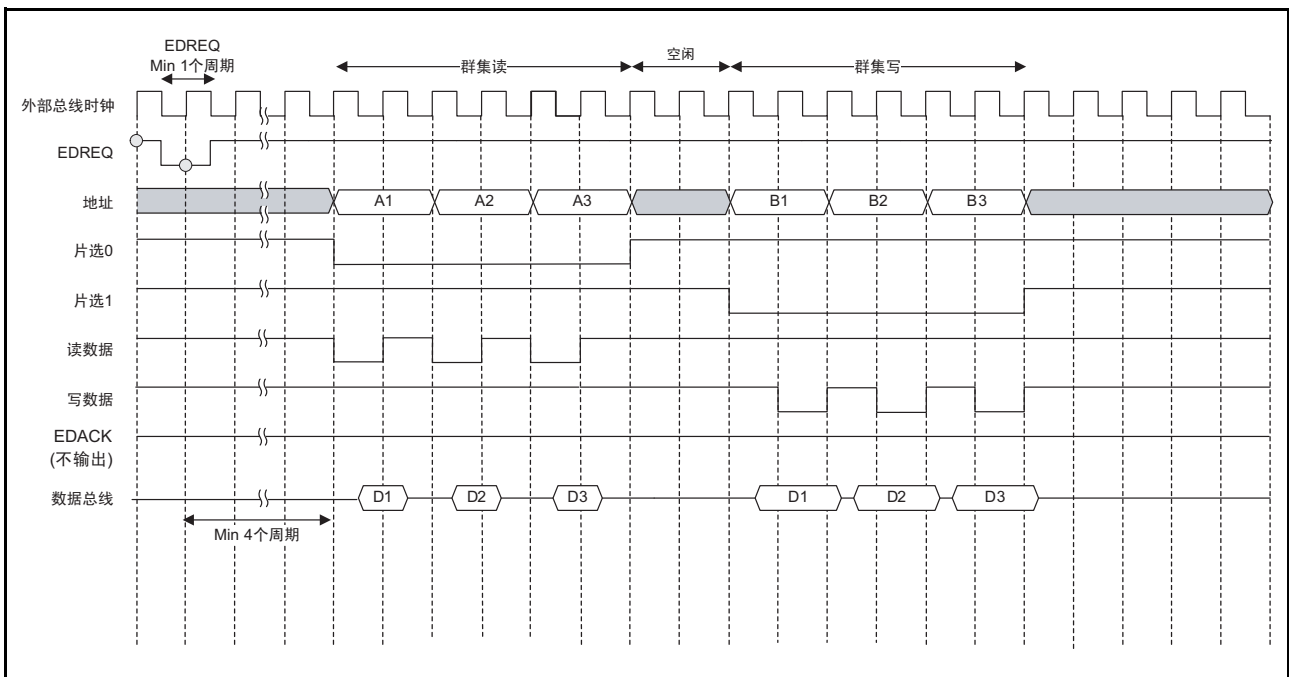 EDREQ
Min 1个周期
群集读
空闲
群集写
外部总线时钟
EDREQ
地址
A1
A2
A3
B1
B2
B3
片选0
片选1
读数据
写数据
EDACK
(不输出)
数据总线
D1
D2
D3
D1
D2
D3
Min 4个周期